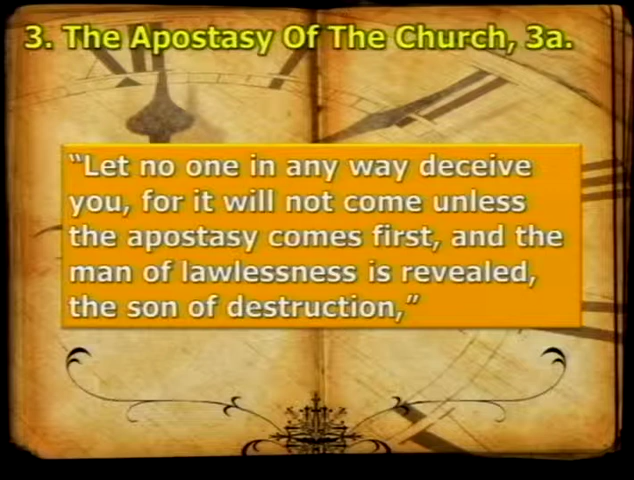 3. The Apostasy Of The Church, 3a.
“Let no one in any way deceive
you, for it will not come unless
the apostasy comes first, and the
man of lawlessness is revealed,
the son of destruction,”